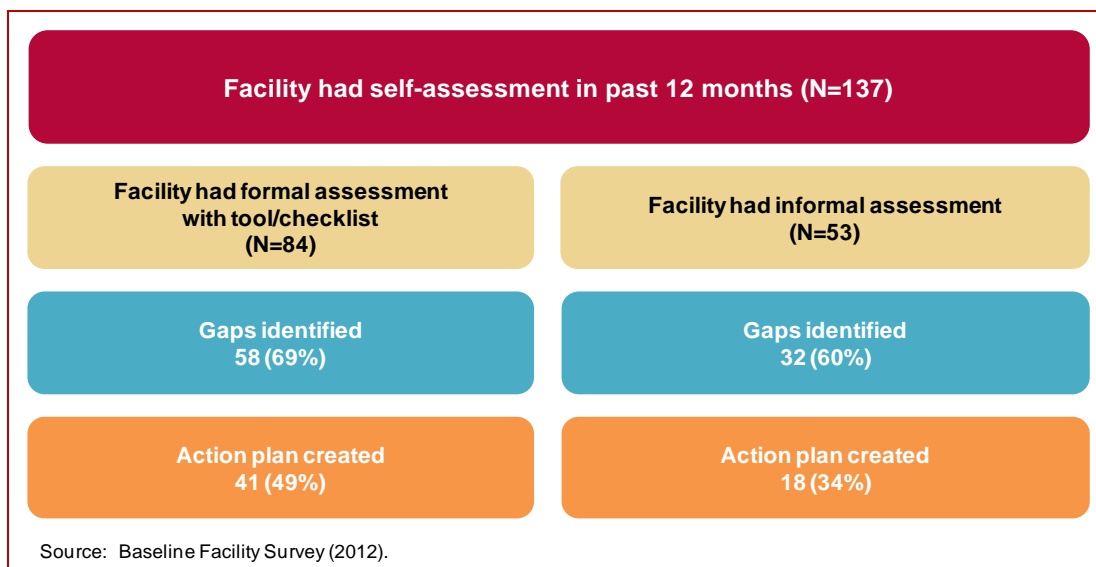 Facility had self-assessment in past 12 months (N=137)
Facility had formal assessment
with tool/checklist
(N=84)
Facility had informal assessment
(N=53)
Gaps identified
58 (69%)
Gaps identified
32 (60%)
Action plan created
41 (49%)
Action plan created
18 (34%)
Source: Baseline Facility Survey (2012).